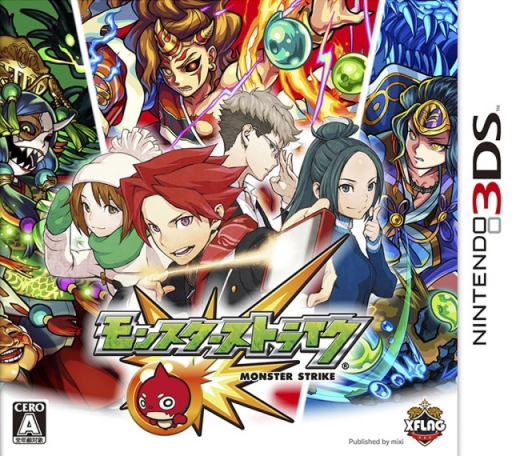 NINTENDO 3DS™
モンスターストライク®
MONSTER STRIKE
CERO
A
全年齢対象
XFLAG
Published by mixi